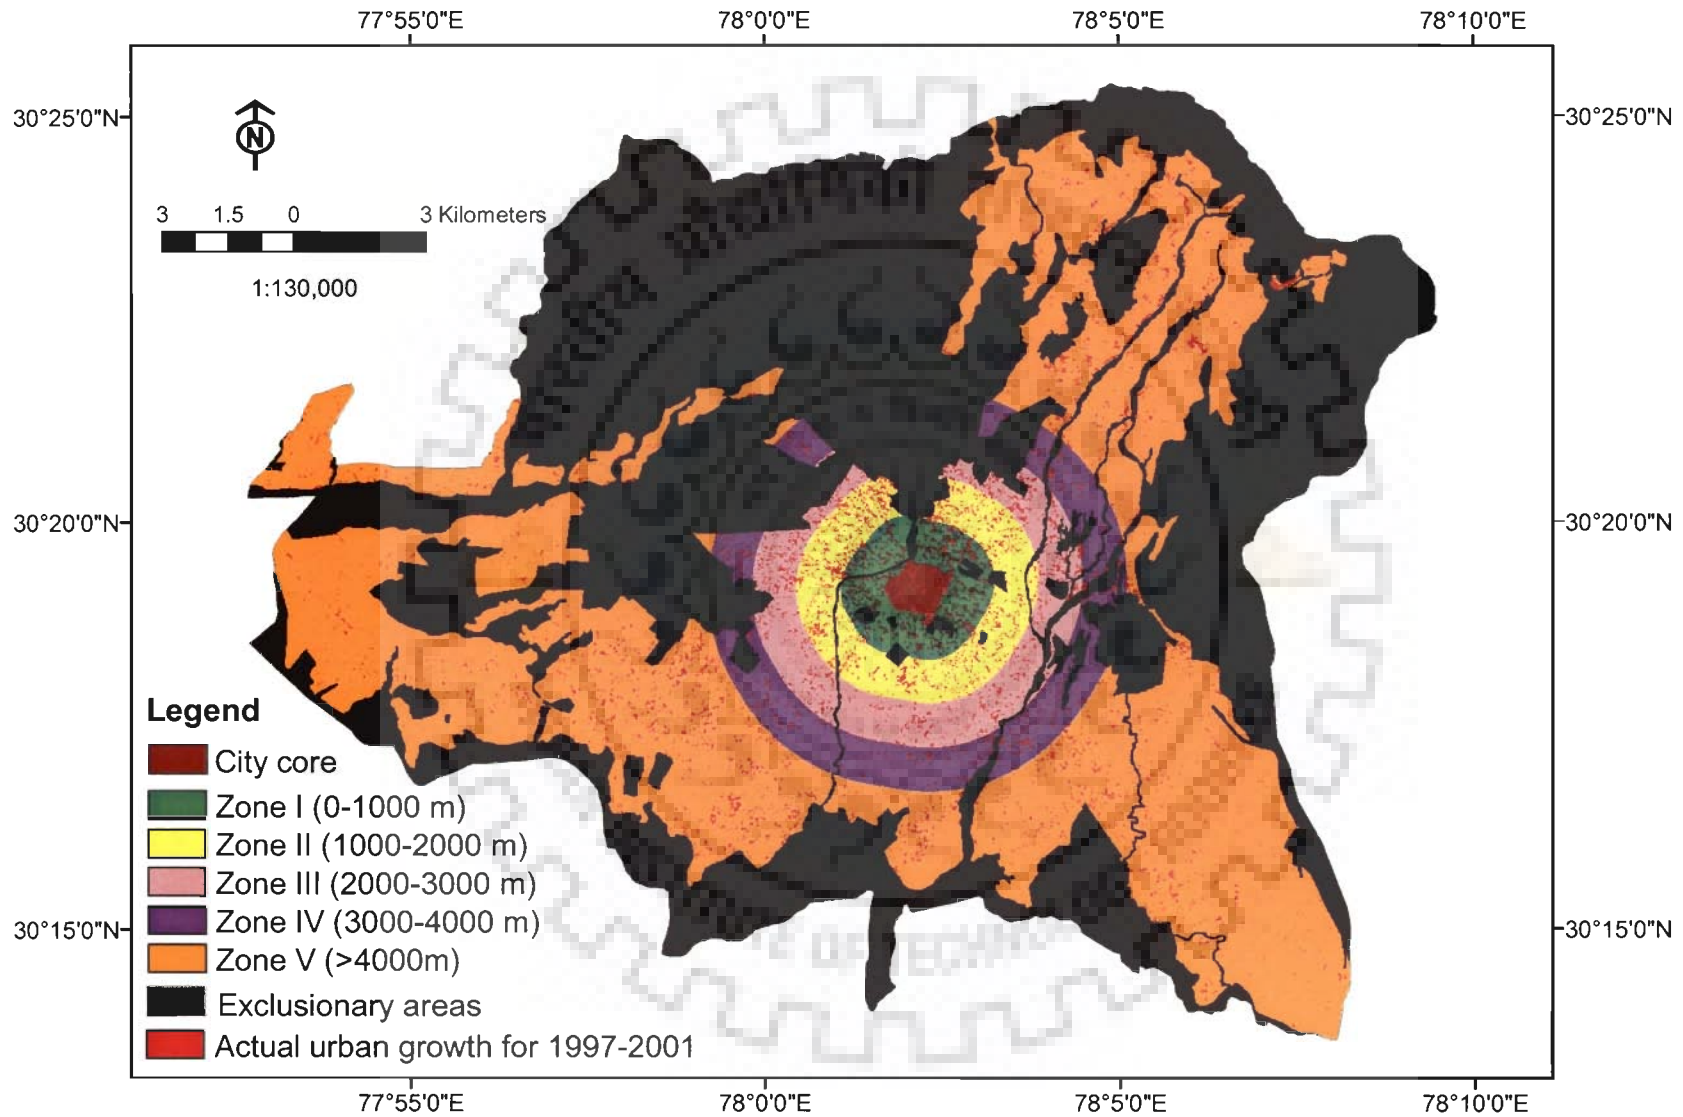 77°55'0"E 78°0'0"E 78°5'0"E 78°10'0"E
30°25'0"N 30°25'0"N
N
3 1.5 0 3 Kilometers
1:130,000
30°20'0"N 30°20'0"N
Legend
City core
Zone I (0-1000 m)
Zone II (1000-2000 m)
Zone III (2000-3000 m)
Zone IV (3000-4000 m)
Zone V (>4000m)
Exclusionary areas
Actual urban growth for 1997-2001
30°15'0"N 30°15'0"N
77°55'0"E 78°0'0"E 78°5'0"E 78°10'0"E